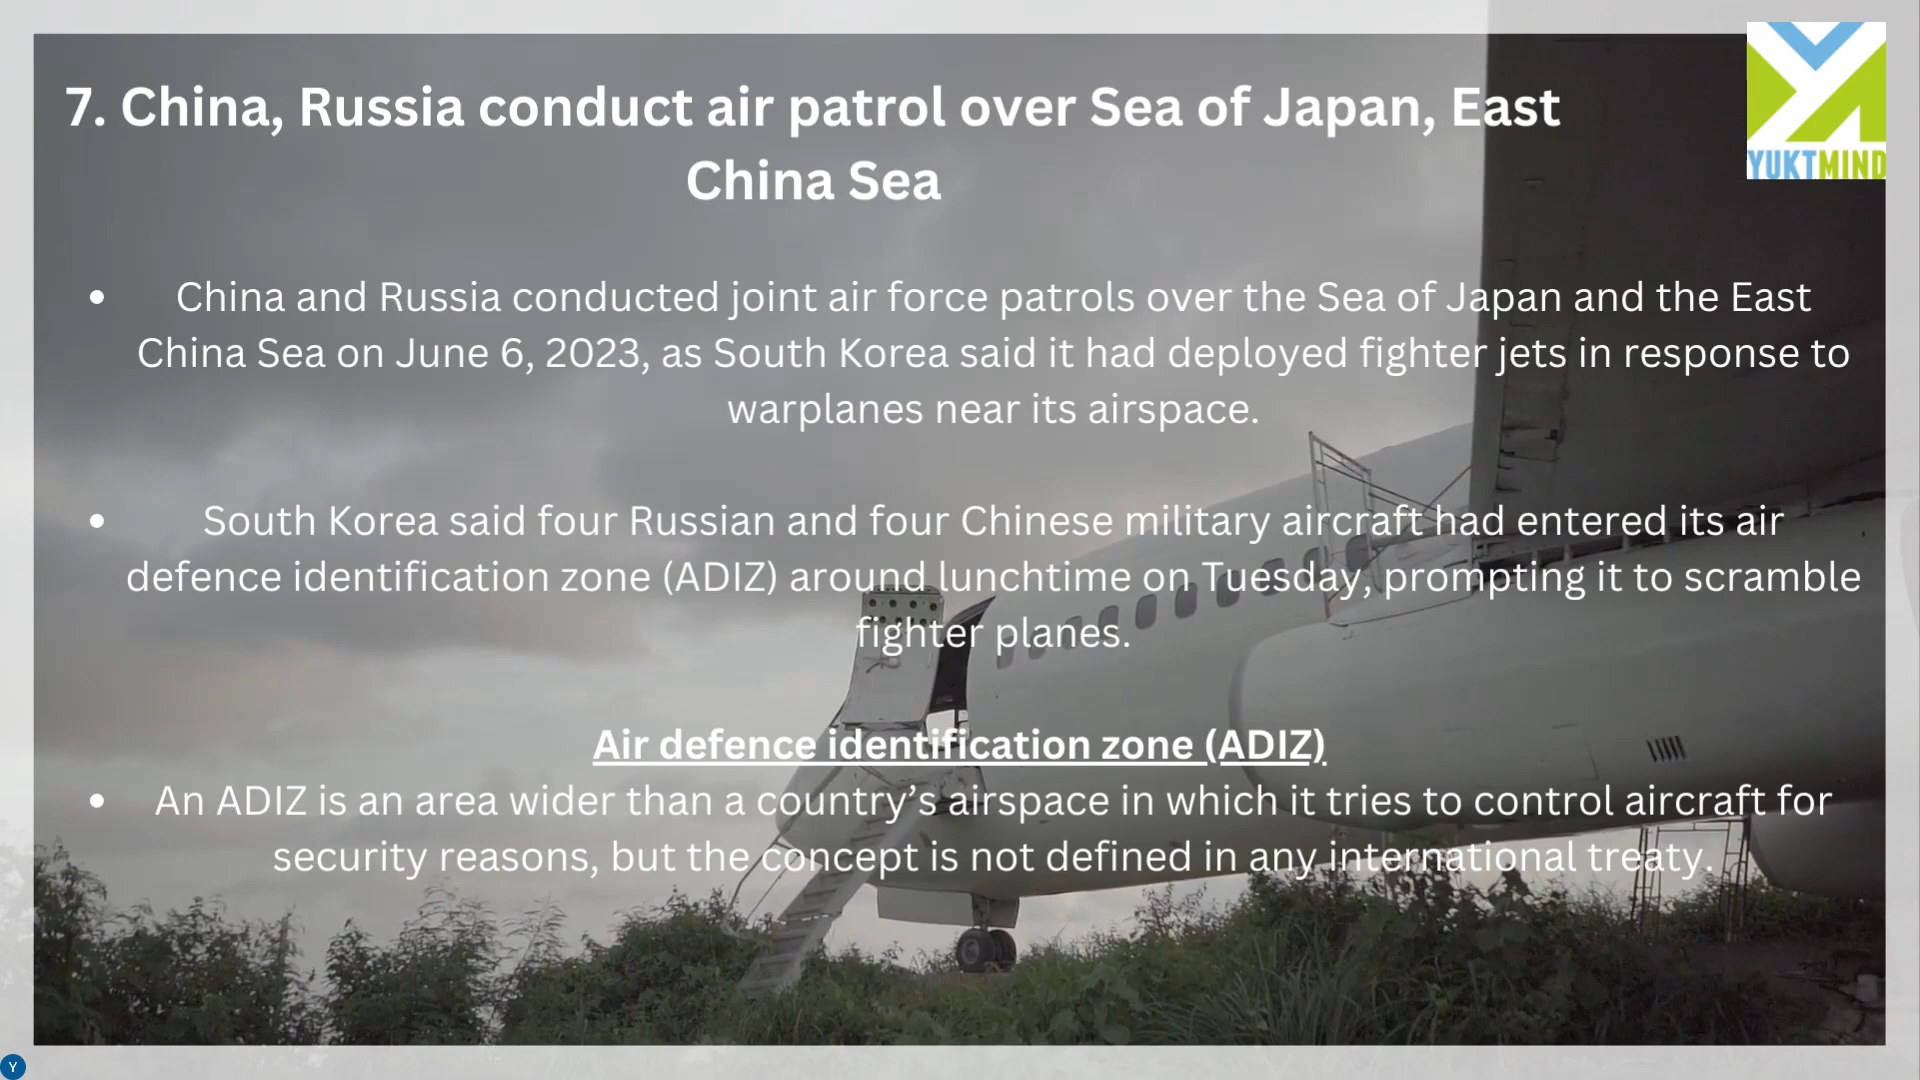 7. China, Russia conduct air patrol over Sea of Japan, East
China Sea
YUKTMIND
• China and Russia conducted joint air force patrols over the Sea of Japan and the East
China Sea on June 6, 2023, as South Korea said it had deployed fighter jets in response to
warplanes near its airspace.
• South Korea said four Russian and four Chinese military aircraft had entered its air
defence identification zone (ADIZ) around lunchtime on Tuesday, prompting it to scramble
fighter planes.
Air defence identification zone (ADIZ)
• An ADIZ is an area wider than a country’s airspace in which it tries to control aircraft for
security reasons, but the concept is not defined in any international treaty.
Y